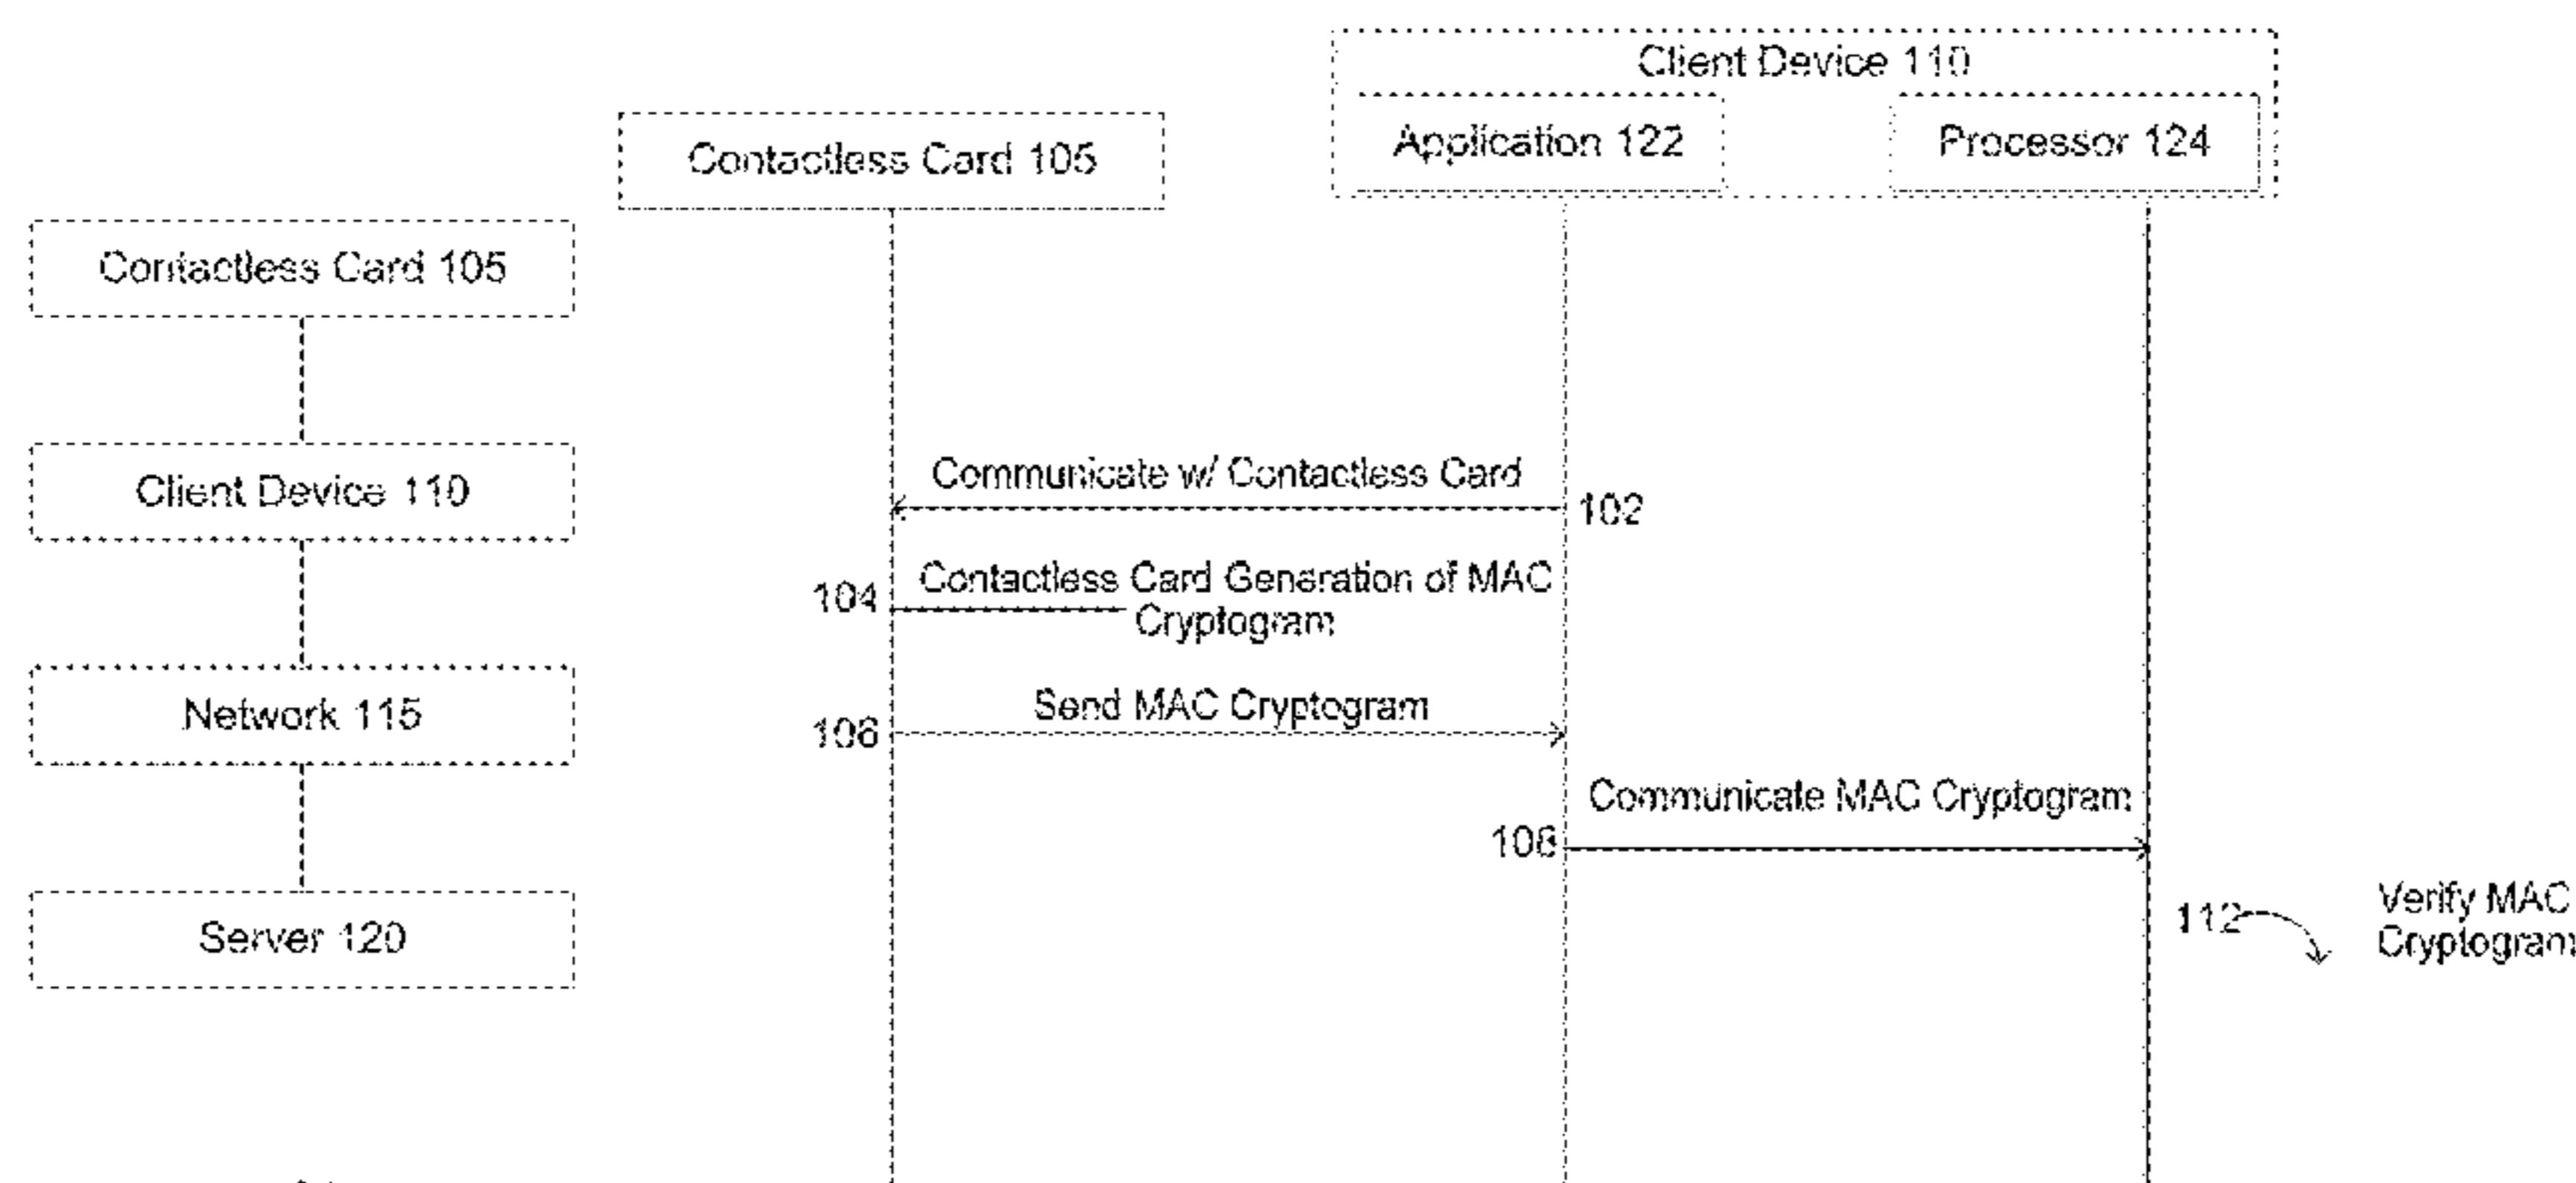 Contactless Card 105
Client Device 110
Network 115
Server 120
Contactless Card 105
Client Device 110
Application 122
Processor 124
Communicate w/ Contactless Card
102
104
Contactless Card Generation of MAC
Cryptogram
106
Send MAC Cryptogram
Communicate MAC Cryptogram
108
112
Verify MAC
Cryptogram